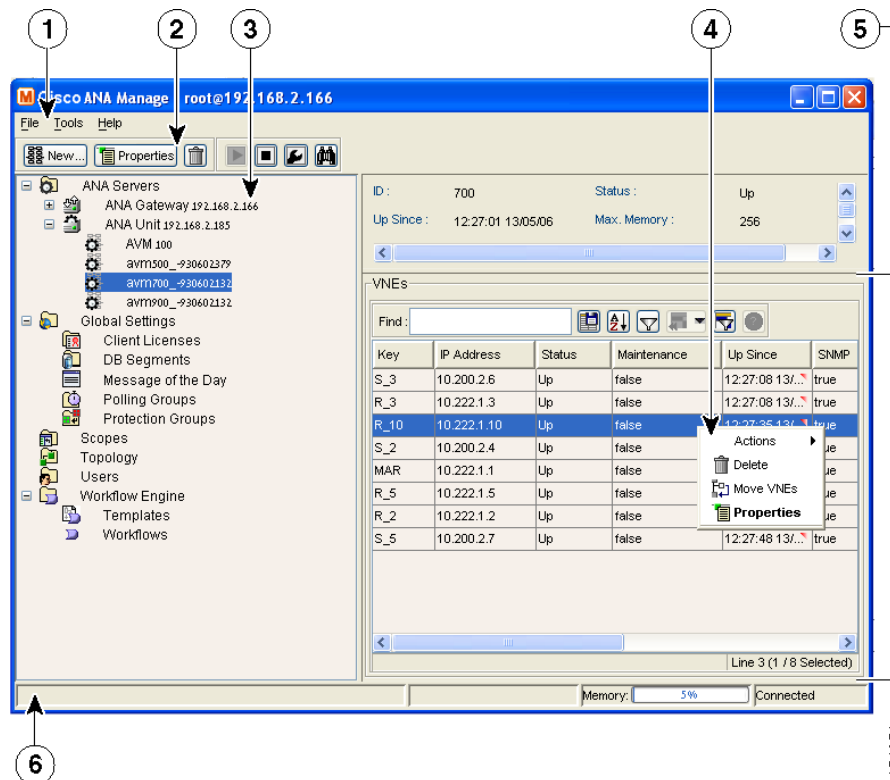 1 2 3 4 5
Cisco ANA Manage root@192.168.2.166
File Tools Help
New... Properties
ANA Servers
ANA Gateway 192.168.2.166
ANA Unit 192.168.2.185
AVM 100
avm500_-930602379
avm700_-930602132
avm900_-930602132
Global Settings
Client Licenses
DB Segments
Message of the Day
Polling Groups
Protection Groups
Scopes
Topology
Users
Workflow Engine
Templates
Workflows
ID : 700 Status : Up
Up Since : 12:27:01 13/05/06 Max. Memory : 256
VNEs
Find :
Key IP Address Status Maintenance Up Since SNMP
S_3 10.200.2.6 Up false 12:27:08 13/... true
R_3 10.222.1.3 Up false 12:27:08 13/... true
R_10 10.222.1.10 Up false 12:27:35 13/... true
S_2 10.200.2.4 Up false ue
MAR 10.222.1.1 Up false ue
R_5 10.222.1.5 Up false ue
R_2 10.222.1.2 Up false ue
S_5 10.200.2.7 Up false 12:27:48 13/... true
Actions
Delete
Move VNEs
Properties
Line 3 (1 / 8 Selected)
Memory: 5% Connected
6